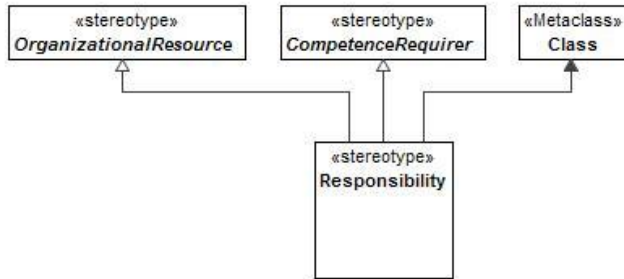 «stereotype»
OrganizationalResource
«stereotype»
CompetenceRequirer
«Metaclass»
Class
«stereotype»
Responsibility